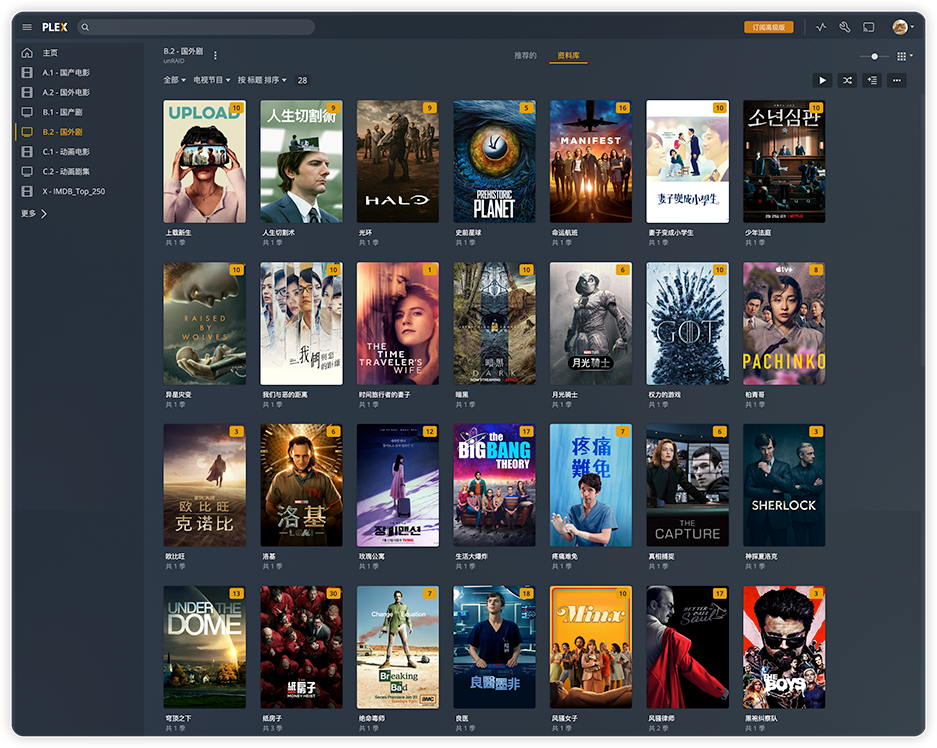 PLEX
订阅高级版
主页
A.1 - 国产电影
A.2 - 国外电影
B.1 - 国产剧
B.2 - 国外剧
C.1 - 动画电影
C.2 - 动画剧集
X - IMDB_Top_250
更多
B.2 - 国外剧
unRAID
推荐的
资料库
全部
电视节目
按 标题 排序
28
UPLOAD
10
人生切割術
9
HALO
9
PREHISTORIC
PLANET
5
MANIFEST
16
妻子變成小學生
10
소년심판
10
上载新生
人生切割术
光环
史前星球
命运航班
妻子变成小学生
少年法庭
共 1 季
共 1 季
共 1 季
共 1 季
共 1 季
共 1 季
共 1 季
RAISED
BY
WOLVES
10
我們與惡的距離
10
THE
TIME
TRAVELER'S
WIFE
1
暗黑
DARK
10
月光騎士
6
GOT
10
tv+
PACHINKO
8
异星灾变
我们与恶的距离
时间旅行者的妻子
暗黑
月光骑士
权力的游戏
柏青哥
共 1 季
共 1 季
共 1 季
共 1 季
共 1 季
共 1 季
共 1 季
欧比旺
克诺比
3
洛基
LOKI
6
장미맨션
12
the
BIG BANG
THEORY
17
疼痛
難免
7
THE
CAPTURE
6
SHERLOCK
3
欧比旺
洛基
玫瑰公寓
生活大爆炸
疼痛难免
真相捕捉
神探夏洛克
共 1 季
共 1 季
共 1 季
共 1 季
共 1 季
共 1 季
共 1 季
UNDER THE
DOME
13
紙房子
MONEY HEIST
30
Change
Equation
Breaking
Bad
AMC
7
良醫墨非
18
Minx
10
BETTER
CALL
Saul
17
THE
BOYS
3
穹顶之下
纸房子
绝命毒师
良医
风骚女子
风骚律师
黑袍纠察队
共 1 季
共 3 季
共 1 季
共 1 季
共 1 季
共 2 季
共 1 季